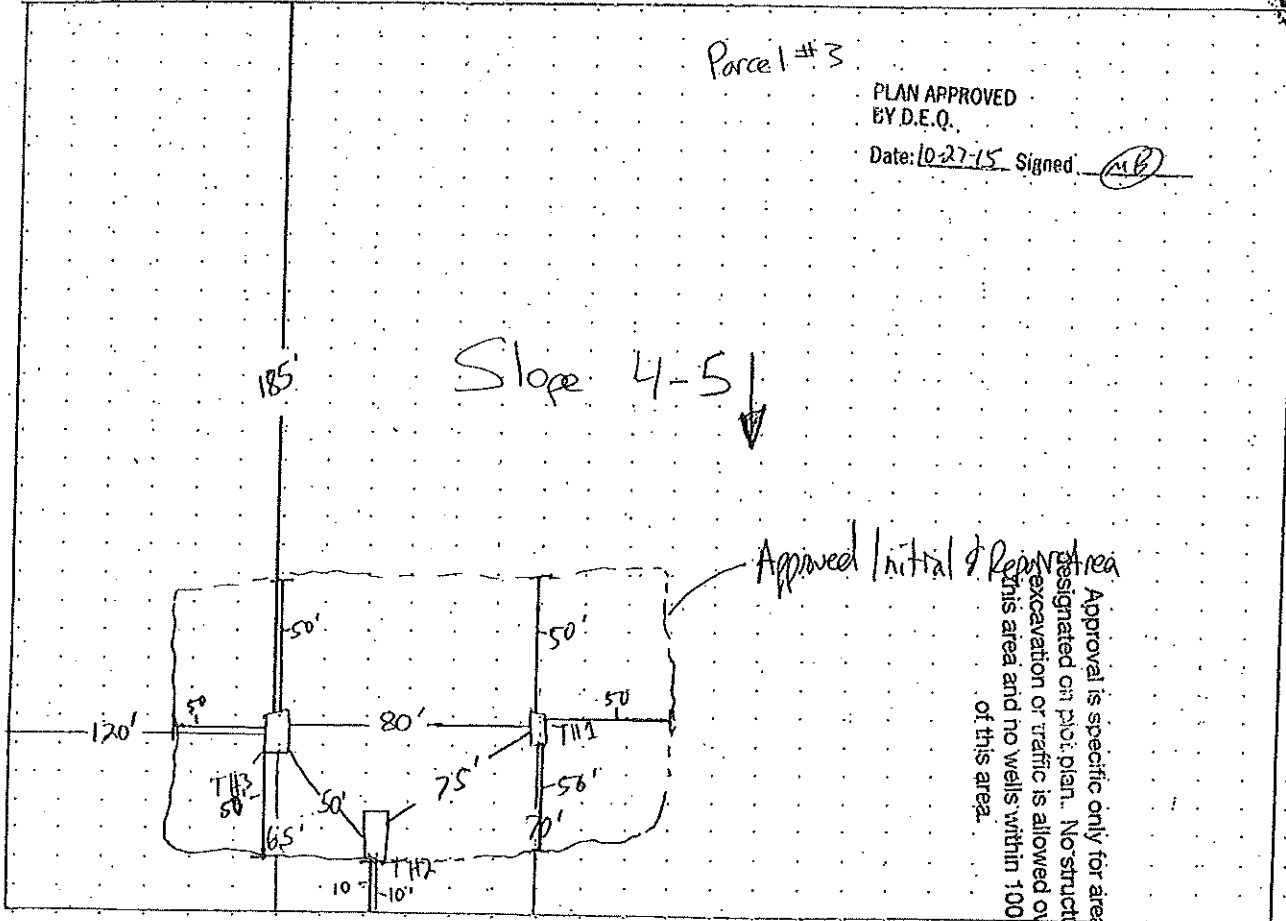 Parcel #3
PLAN APPROVED
BY D.E.Q.
Date: 10-27-15 Signed MB
185'
Slope 4-5
Approved Initial & Repair Area
50'
50'
50
50
120'
80'
TH1
TH3
50'
50'
75'
50'
65'
70'
TH2
10
10'
Approval is specific only for area
designated on plot plan. No struct
excavation or traffic is allowed ov
this area and no wells within 100
of this area.